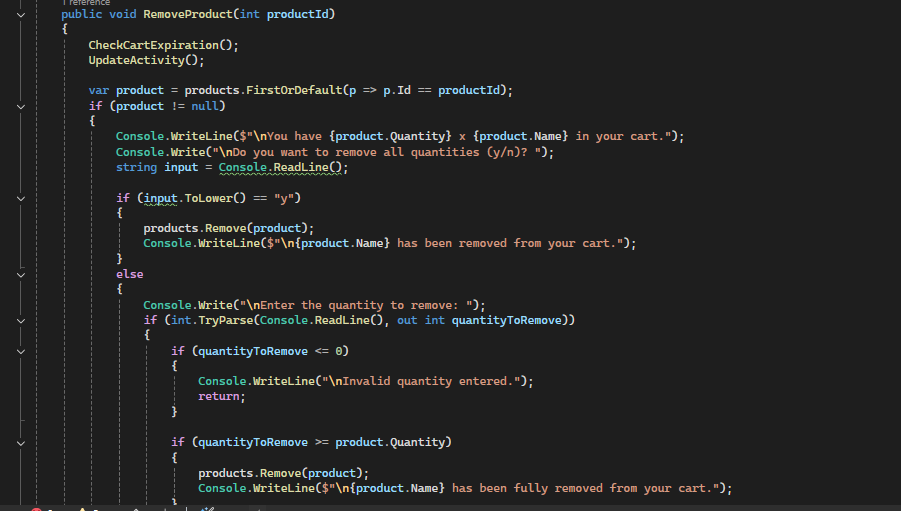 1 reference
public void RemoveProduct(int productId)
{
CheckCartExpiration();
UpdateActivity();
var product = products.FirstOrDefault(p => p.Id == productId);
if (product != null)
{
Console.WriteLine($"\nYou have {product.Quantity} x {product.Name} in your cart.");
Console.Write("\nDo you want to remove all quantities (y/n)? ");
string input = Console.ReadLine();
if (input.ToLower() == "y")
{
products.Remove(product);
Console.WriteLine($"\n{product.Name} has been removed from your cart.");
}
else
{
Console.Write("\nEnter the quantity to remove: ");
if (int.TryParse(Console.ReadLine(), out int quantityToRemove))
{
if (quantityToRemove <= 0)
{
Console.WriteLine("\nInvalid quantity entered.");
return;
}
if (quantityToRemove >= product.Quantity)
{
products.Remove(product);
Console.WriteLine($"\n{product.Name} has been fully removed from your cart.");
}